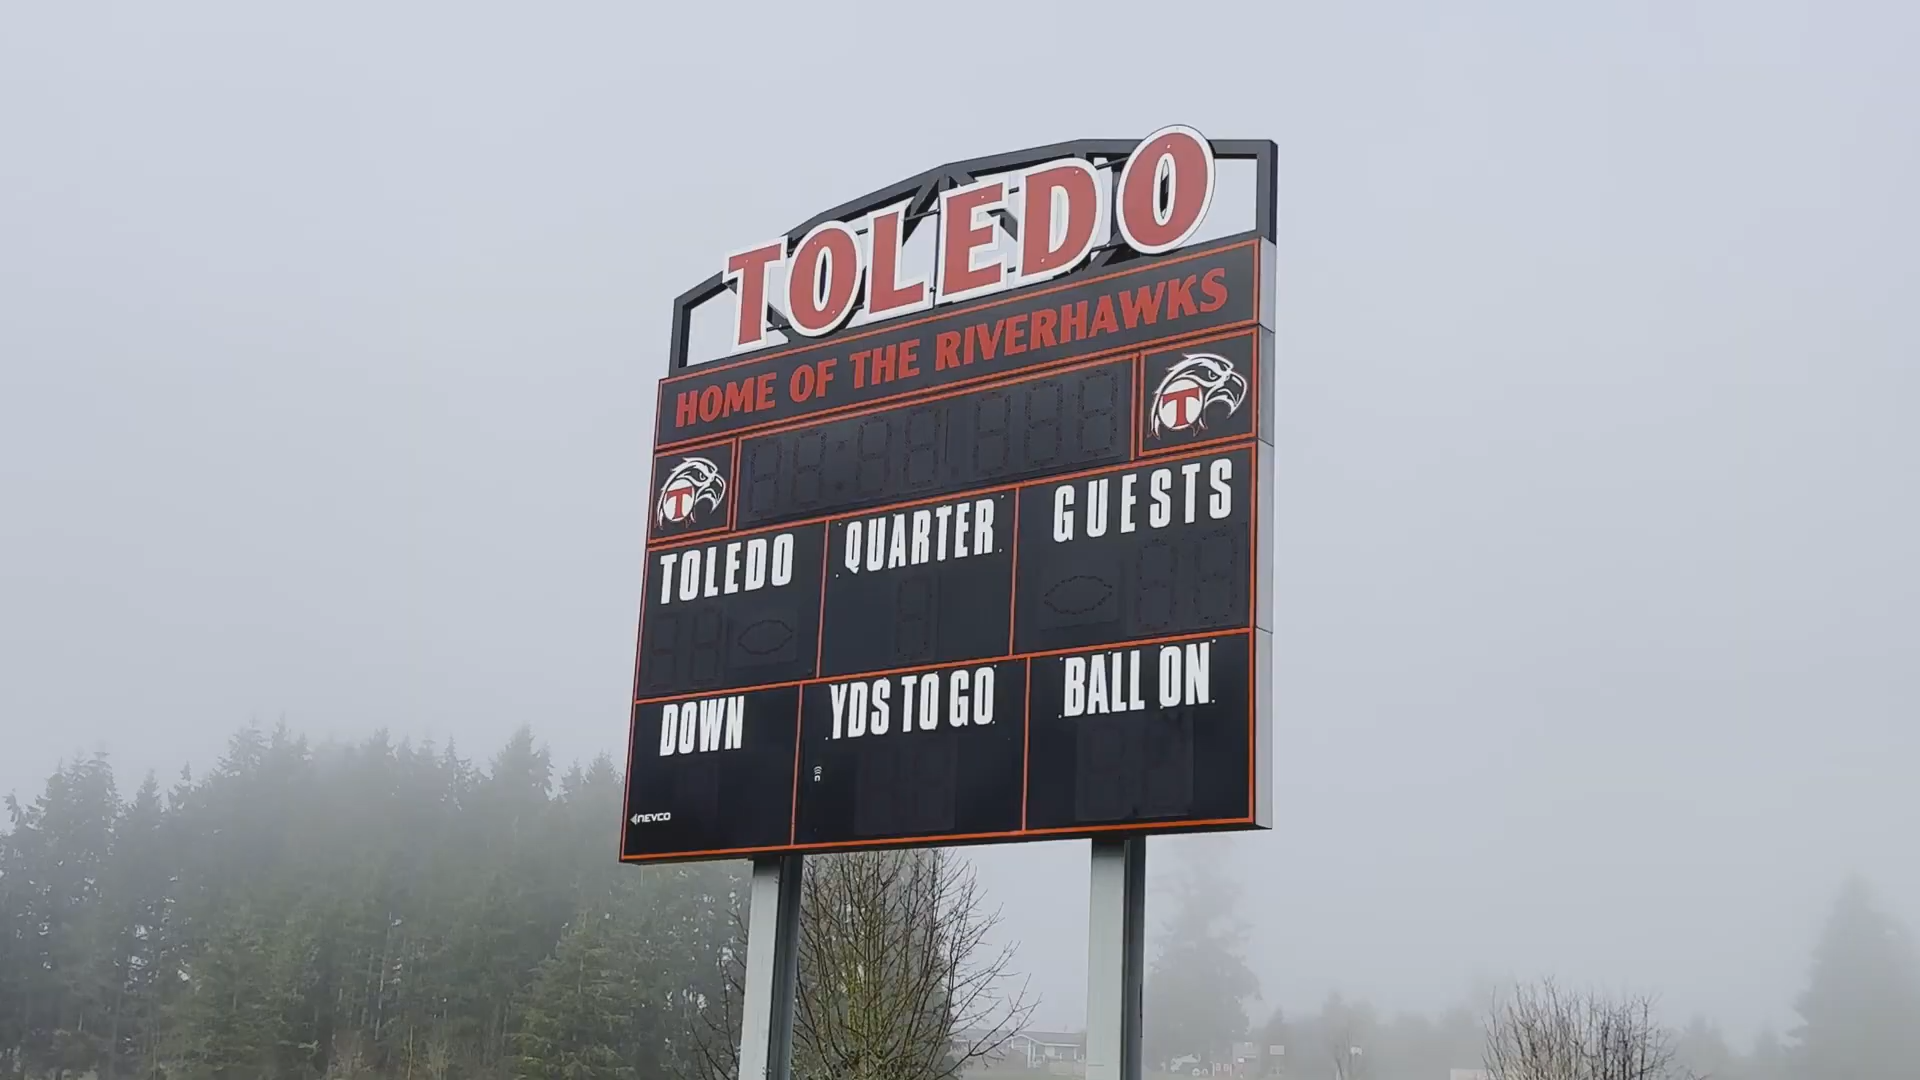 TOLEDO
HOME OF THE RIVERHAWKS
T
T
TOLEDO
QUARTER
GUESTS
DOWN
YDS TO GO
BALL ON
NEVCO